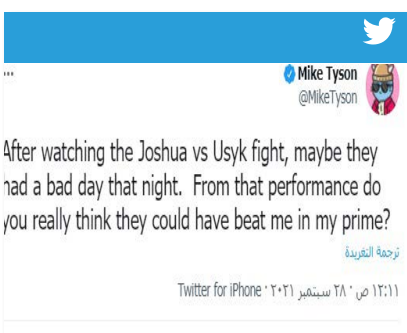 ...
Mike Tyson
@MikeTyson
After watching the Joshua vs Usyk fight, maybe they
had a bad day that night.  From that performance do
you really think they could have beat me in my prime?
ترجمة التغريدة
١٢:١١ ص · ٢٨ سبتمبر ٢٠٢١ · Twitter for iPhone